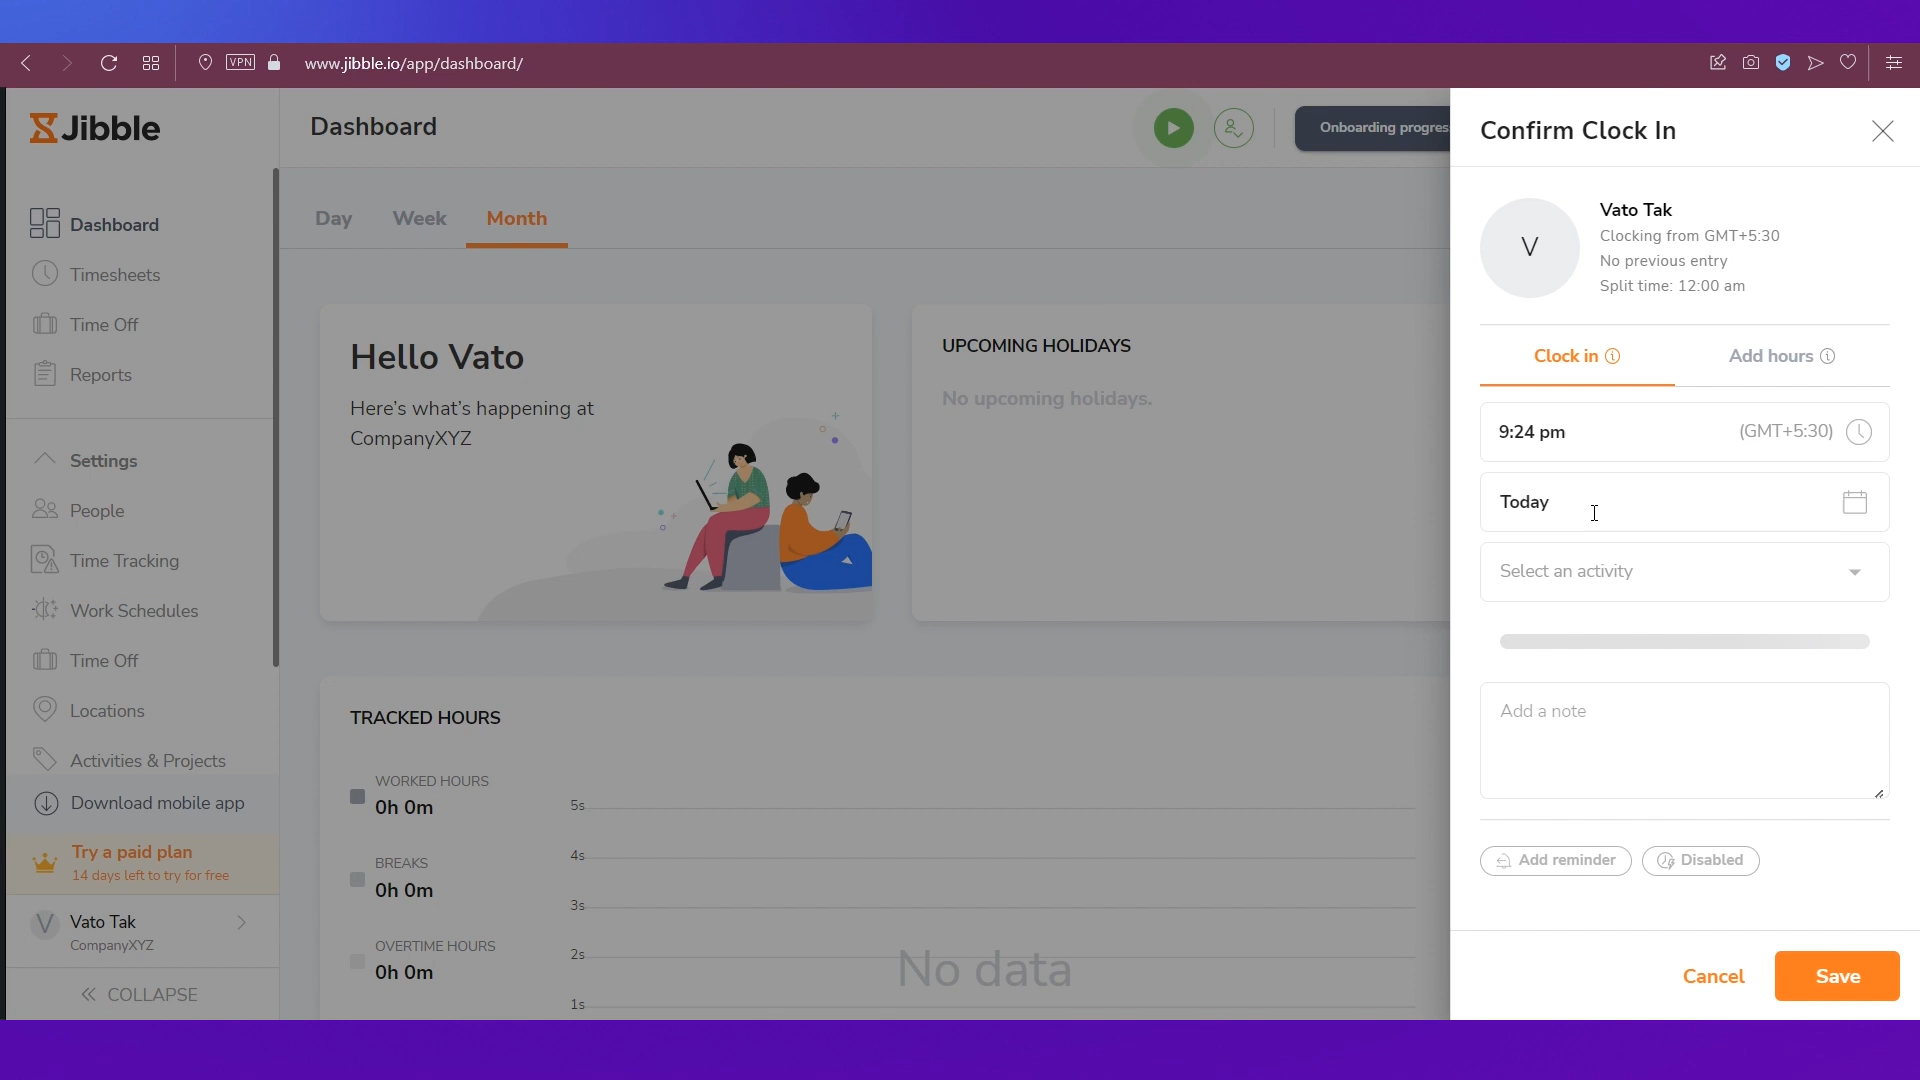 VPN
www.jibble.io/app/dashboard/
Jibble
Dashboard
Timesheets
Time Off
Reports
Settings
People
Time Tracking
Work Schedules
Time Off
Locations
Activities & Projects
Download mobile app
Try a paid plan
14 days left to try for free
V
Vato Tak
CompanyXYZ
COLLAPSE
Dashboard
Onboarding progres
Day Week Month
Hello Vato
Here's what's happening at
CompanyXYZ
UPCOMING HOLIDAYS
No upcoming holidays.
TRACKED HOURS
WORKED HOURS
0h 0m
BREAKS
0h 0m
OVERTIME HOURS
0h 0m
5s
4s
3s
2s
1s
No data
Confirm Clock In
V
Vato Tak
Clocking from GMT+5:30
No previous entry
Split time: 12:00 am
Clock in
Add hours
9:24 pm (GMT+5:30)
Today
Select an activity
Add a note
Add reminder
Disabled
Cancel
Save